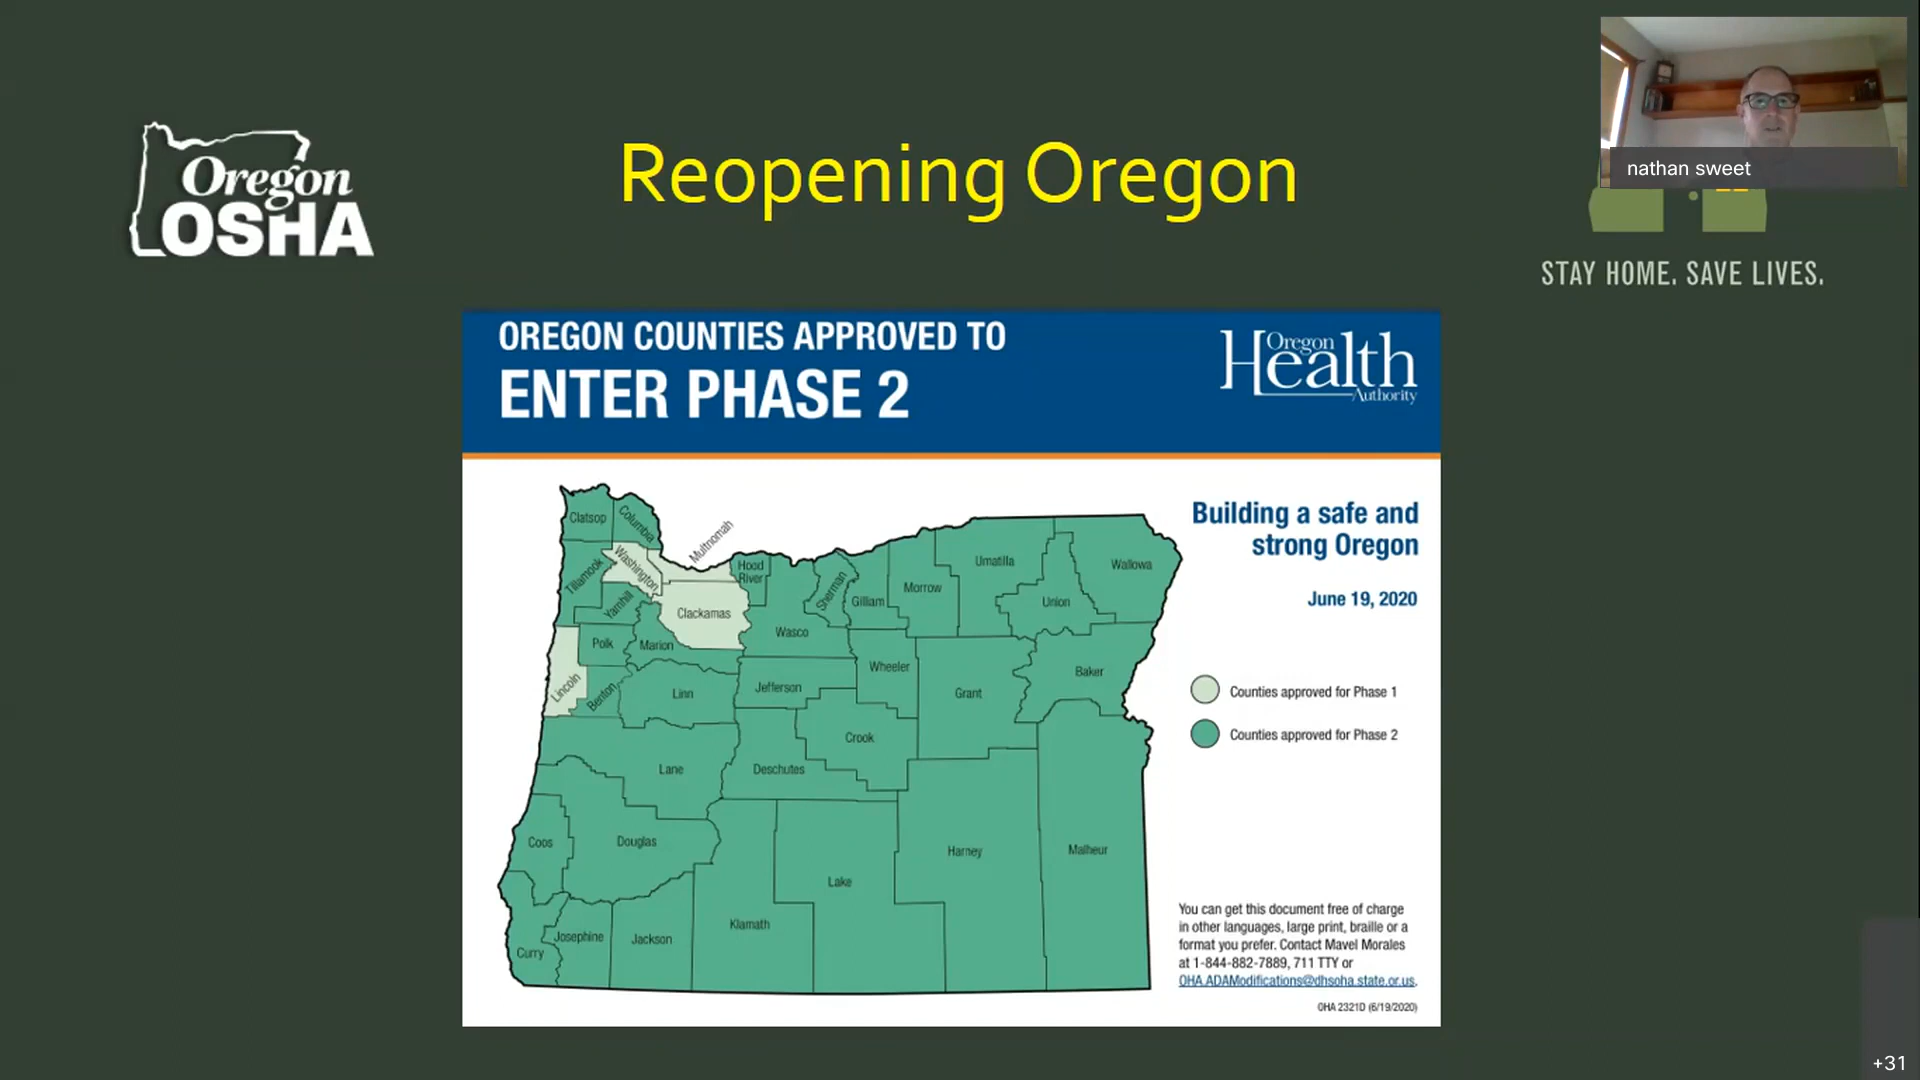 Oregon
OSHA
Reopening Oregon
nathan sweet
STAY HOME. SAVE LIVES.
OREGON COUNTIES APPROVED TO
ENTER PHASE 2
Oregon
Health
Authority
Building a safe and
strong Oregon
June 19, 2020
Clatsop
Columbia
Multnomah
Washington
Tillamook
Hood
River
Yamhill
Clackamas
Sherman
Gilliam
Morrow
Umatilla
Union
Wallowa
Polk
Marion
Wasco
Wheeler
Baker
Lincoln
Benton
Linn
Jefferson
Grant
Crook
Lane
Deschutes
Coos
Douglas
Harney
Malheur
Lake
Klamath
Curry
Josephine
Jackson
Counties approved for Phase 1
Counties approved for Phase 2
You can get this document free of charge
in other languages, large print, braille or a
format you prefer. Contact Mavel Morales
at 1-844-882-7889, 711 TTY or
OHA.ADAModifications@dhsoha.state.or.us.
OHA 2321D (6/19/2020)
+31